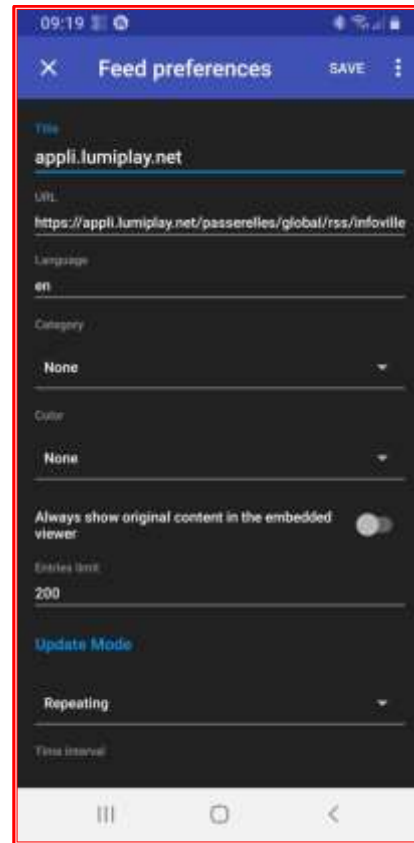 09:19
Feed preferences SAVE
Title
appli.lumiplay.net
URL
https://appli.lumiplay.net/passerelles/global/rss/infoville
Language
en
Category
None
Color
None
Always show original content in the embedded
viewer
Entries limit
200
Update Mode
Repeating
Time interval